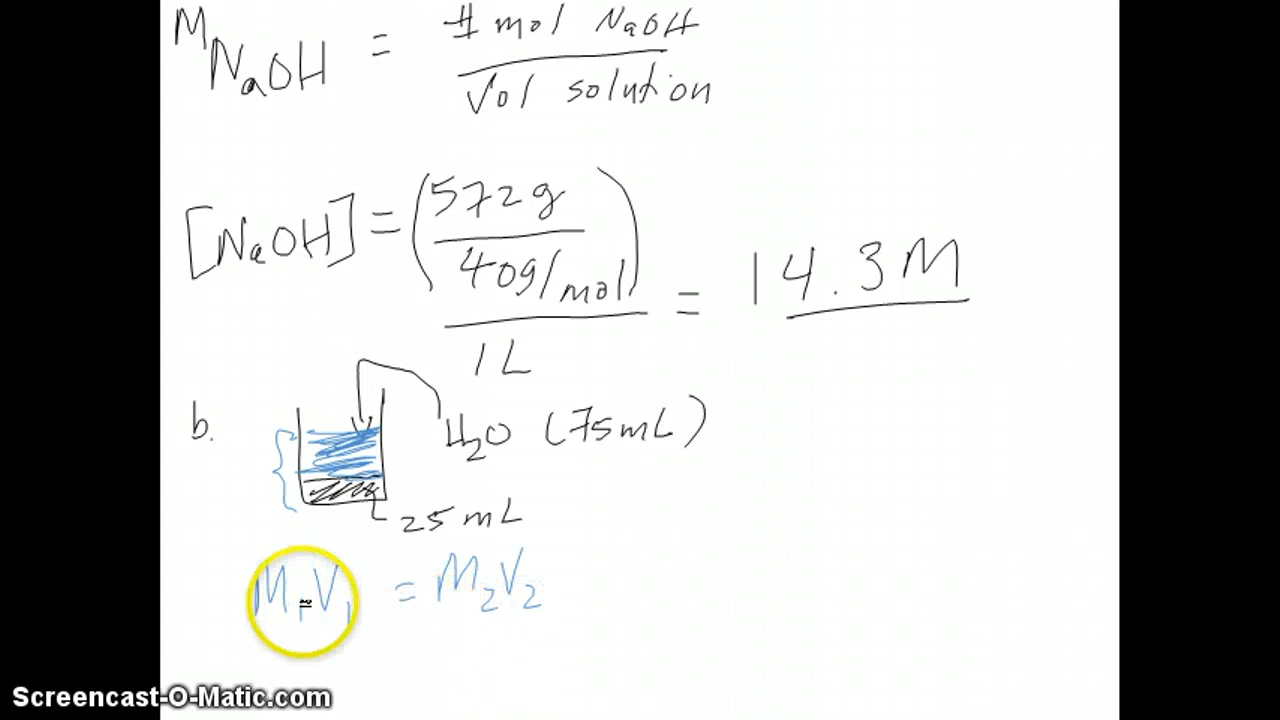 M NaOH = # mol NaOH
Vol solution
[NaOH] = (572g
40g/mol) = 14.3M
1L
b.
H2O (75mL)
25mL
M1V1 = M2V2
Screencast-O-Matic.com